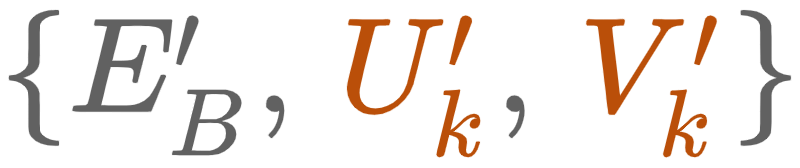 {E′_B, U′_k, V′_k}